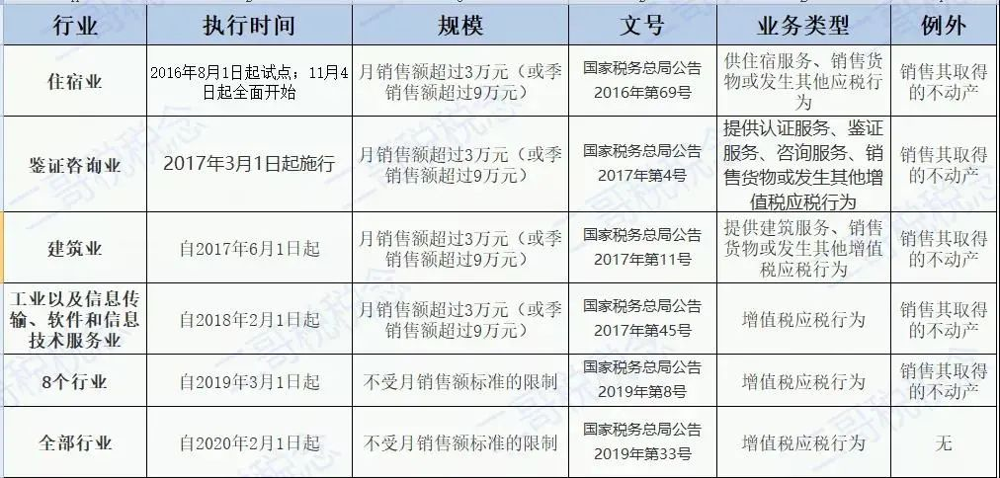 行业 执行时间 规模 文号 业务类型 例外
住宿业
2016年8月1日起试点；11月4
日起全面开始
月销售额超过3万元（或季
销售额超过9万元）
国家税务总局公告
2016年第69号
供住宿服务、销售货
物或发生其他应税行
为
销售其取得
的不动产
鉴证咨询业
2017年3月1日起施行
月销售额超过3万元（或季
销售额超过9万元）
国家税务总局公告
2017年第4号
提供认证服务、鉴证
服务、咨询服务、销
售货物或发生其他增
值税应税行为
销售其取得
的不动产
建筑业
自2017年6月1日起
月销售额超过3万元（或季
销售额超过9万元）
国家税务总局公告
2017年第11号
提供建筑服务、销售
货物或发生其他增值
税应税行为
销售其取得
的不动产
工业以及信息传
输、软件和信息
技术服务业
自2018年2月1日起
月销售额超过3万元（或季
销售额超过9万元）
国家税务总局公告
2017年第45号
增值税应税行为
销售其取得
的不动产
8个行业
自2019年3月1日起
不受月销售额标准的限制
国家税务总局公告
2019年第8号
增值税应税行为
销售其取得
的不动产
全部行业
自2020年2月1日起
不受月销售额标准的限制
国家税务总局公告
2019年第33号
增值税应税行为
无
二哥税税念